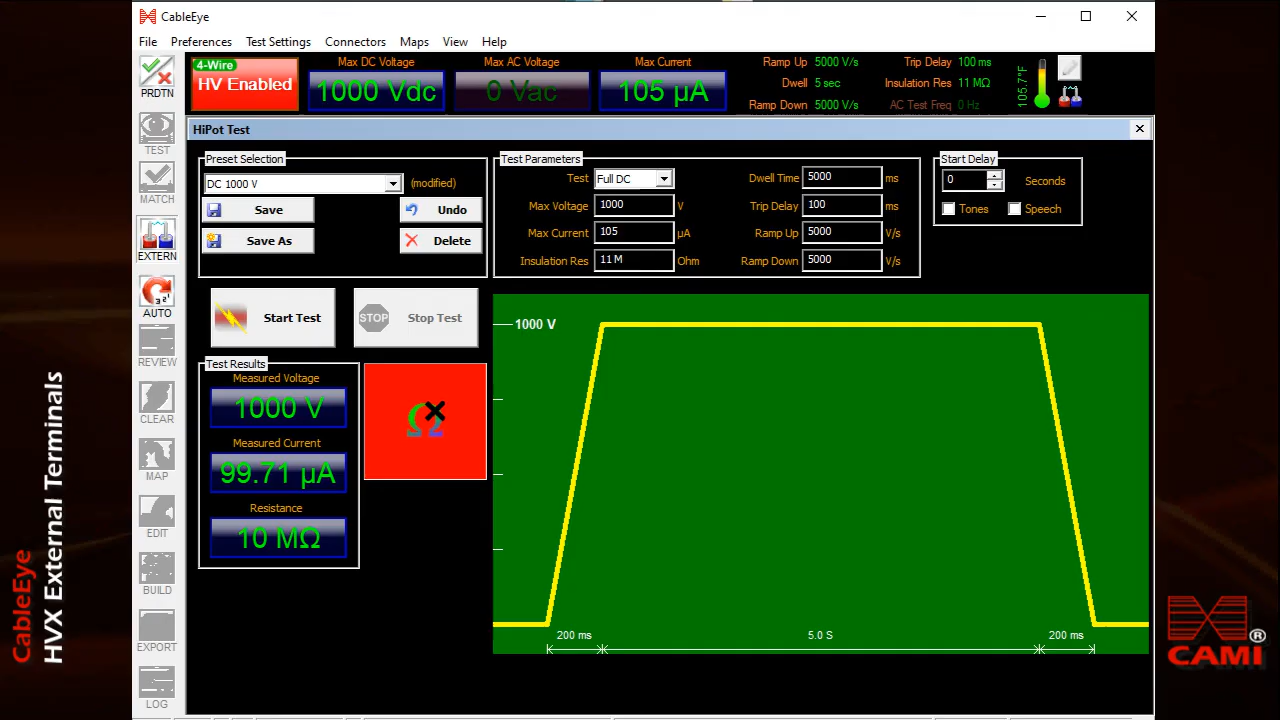 CableEye
File Preferences Test Settings Connectors Maps View Help
PRDTN
TEST
MATCH
EXTERN
AUTO
REVIEW
CLEAR
MAP
EDIT
BUILD
EXPORT
LOG
4-Wire
HV Enabled
Max DC Voltage
1000 Vdc
Max AC Voltage
0 Vac
Max Current
105 µA
Ramp Up 5000 V/s
Dwell 5 sec
Ramp Down 5000 V/s
Trip Delay 100 ms
Insulation Res 11 MΩ
AC Test Freq 0 Hz
105.7°F
HiPot Test
Preset Selection
DC 1000 V (modified)
Save Undo
Save As Delete
Test Parameters
Test Full DC
Max Voltage 1000 V
Max Current 105 µA
Insulation Res 11 M Ohm
Dwell Time 5000 ms
Trip Delay 100 ms
Ramp Up 5000 V/s
Ramp Down 5000 V/s
Start Delay
0 Seconds
Tones Speech
Start Test
STOP Stop Test
Test Results
Measured Voltage
1000 V
Measured Current
99.71 µA
Resistance
10 MΩ
Ω
1000 V
200 ms 5.0 S 200 ms
CableEye
HVX External Terminals
CAMI®